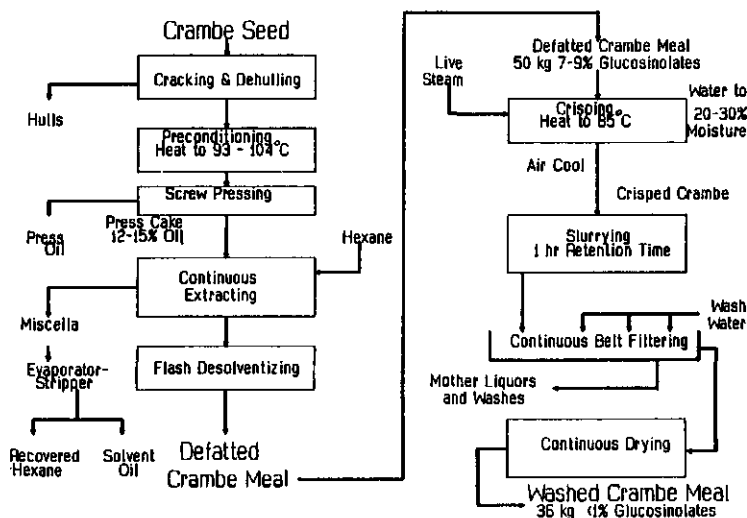 Crambe Seed
Cracking & Dehulling
Hulls
Preconditioning
Heat to 93 - 104°C
Screw Pressing
Press
Oil
Press Cake
12-15% Oil
Hexane
Continuous
Extracting
Miscella
Evaporator-
Stripper
Flash Desolventizing
Recovered
Hexane
Solvent
Oil
Defatted
Crambe Meal
Defatted Crambe Meal
50 kg 7-9% Glucosinolates
Live
Steam
Crisping
Heat to 85°C
Water to
20-30%
Moisture
Air Cool
Crisped Crambe
Slurrying
1 hr Retention Time
Wash
Water
Continuous Belt Filtering
Mother Liquors
and Washes
Continuous Drying
Washed Crambe Meal
36 kg <1% Glucosinolates